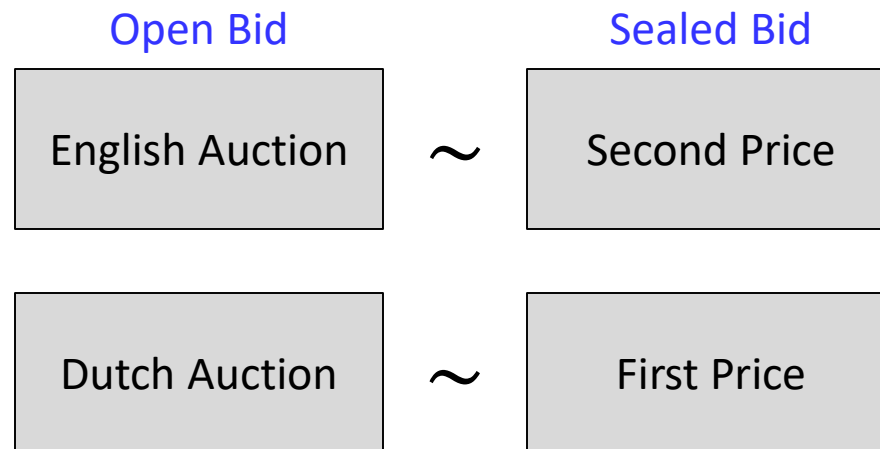 Open Bid
Sealed Bid
English Auction ~ Second Price
Dutch Auction ~ First Price